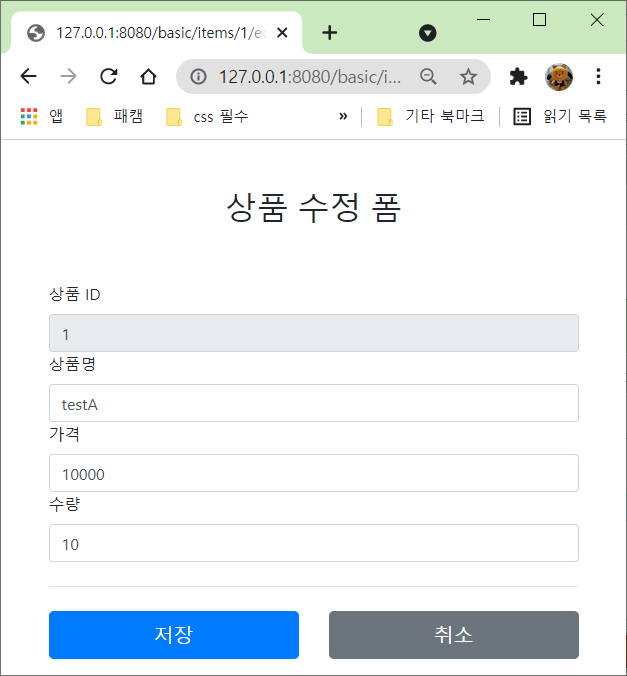 127.0.0.1:8080/basic/items/1/e
127.0.0.1:8080/basic/i...
앱 패캠 css 필수 » 기타 북마크 읽기 목록
상품 수정 폼
상품 ID
1
상품명
testA
가격
10000
수량
10
저장 취소